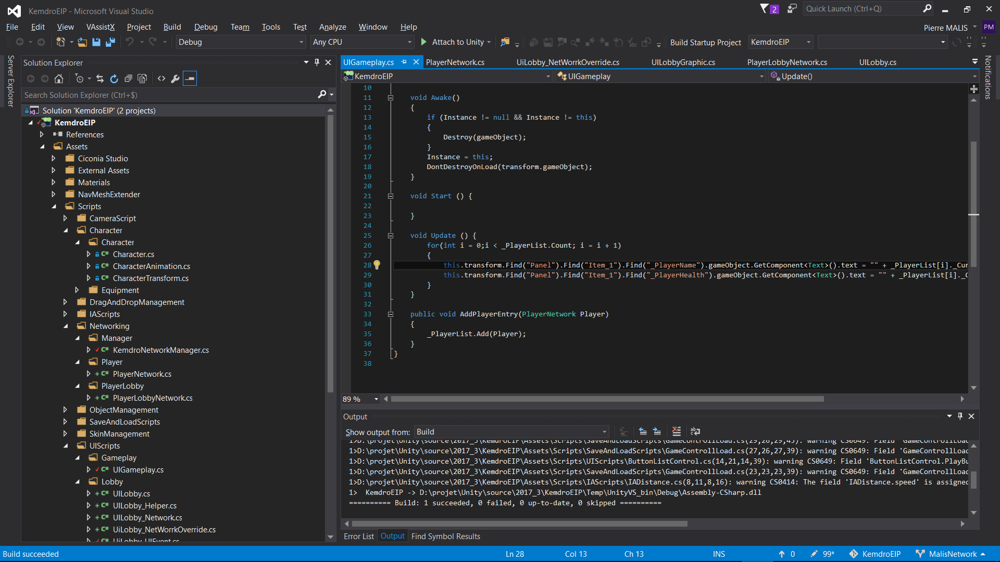 KemdroEIP - Microsoft Visual Studio
2
Quick Launch (Ctrl+Q)
File Edit View VAssistX Project Build Debug Team Tools Test Analyze Window Help
Pierre MALIS PM
Debug Any CPU Attach to Unity Build Startup Project KemdroEIP
Server Explorer
Solution Explorer
Search Solution Explorer (Ctrl+$)
Solution 'KemdroEIP' (2 projects)
KemdroEIP
References
Assets
Ciconia Studio
External Assets
Materials
NavMeshExtender
Scripts
CameraScript
Character
Character
C# Character.cs
C# CharacterAnimation.cs
C# CharacterTransform.cs
Equipment
DragAndDropManagement
IAScripts
Networking
Manager
C# KemdroNetworkManager.cs
Player
+ C# PlayerNetwork.cs
PlayerLobby
+ C# PlayerLobbyNetwork.cs
ObjectManagement
SaveAndLoadScripts
SkinManagement
UIScripts
Gameplay
C# UIGameplay.cs
Lobby
+ C# UILobby.cs
+ C# UILobby_Helper.cs
+ C# UILobby_Network.cs
+ C# UiLobby_NetWorrkOverride.cs
C# UiLobby_UIEvent.cs
UIGameplay.cs PlayerNetwork.cs UiLobby_NetWorrkOverride.cs UILobbyGraphic.cs PlayerLobbyNetwork.cs UILobby.cs
Notifications
KemdroEIP UIGameplay Update()
10
11 void Awake()
12 {
13 if (Instance != null && Instance != this)
14 {
15 Destroy(gameObject);
16 }
17 Instance = this;
18 DontDestroyOnLoad(transform.gameObject);
19 }
20
21 void Start () {
22
23 }
24
25 void Update () {
26 for(int i = 0;i < _PlayerList.Count; i = i + 1)
27 {
28 this.transform.Find("Panel").Find("Item_1").Find("_PlayerName").gameObject.GetComponent<Text>().text = "" + _PlayerList[i]._Cur
29 this.transform.Find("Panel").Find("Item_1").Find("_PlayerHealth").gameObject.GetComponent<Text>().text = "" + _PlayerList[i]._C
30 }
31 }
32
33 public void AddPlayerEntry(PlayerNetwork Player)
34 {
35 _PlayerList.Add(Player);
36 }
37 }
38
89 %
Output
Show output from: Build
1>D:\projet\Unity\source\2017_3\KemdroEIP\Assets\Scripts\SaveAndLoadScripts\GameControllLoad.cs(29,26,29,45): warning CS0649: Field 'GameControllLoad
1>D:\projet\Unity\source\2017_3\KemdroEIP\Assets\Scripts\SaveAndLoadScripts\GameControllLoad.cs(27,26,27,39): warning CS0649: Field 'GameControllLoad
1>D:\projet\Unity\source\2017_3\KemdroEIP\Assets\Scripts\UIScripts\ButtonListControl.cs(14,21,14,39): warning CS0649: Field 'ButtonListControl.PlayBu
1>D:\projet\Unity\source\2017_3\KemdroEIP\Assets\Scripts\SaveAndLoadScripts\GameControllLoad.cs(23,23,23,39): warning CS0649: Field 'GameControllLoad
1>D:\projet\Unity\source\2017_3\KemdroEIP\Assets\Scripts\IAScripts\IADistance.cs(8,11,8,16): warning CS0414: The field 'IADistance.speed' is assigned
1> KemdroEIP -> D:\projet\Unity\source\2017_3\KemdroEIP\Temp\UnityVS_bin\Debug\Assembly-CSharp.dll
========== Build: 1 succeeded, 0 failed, 0 up-to-date, 0 skipped ==========
Error List Output Find Symbol Results
Build succeeded Ln 28 Col 13 Ch 13 INS 0 99* KemdroEIP MalisNetwork